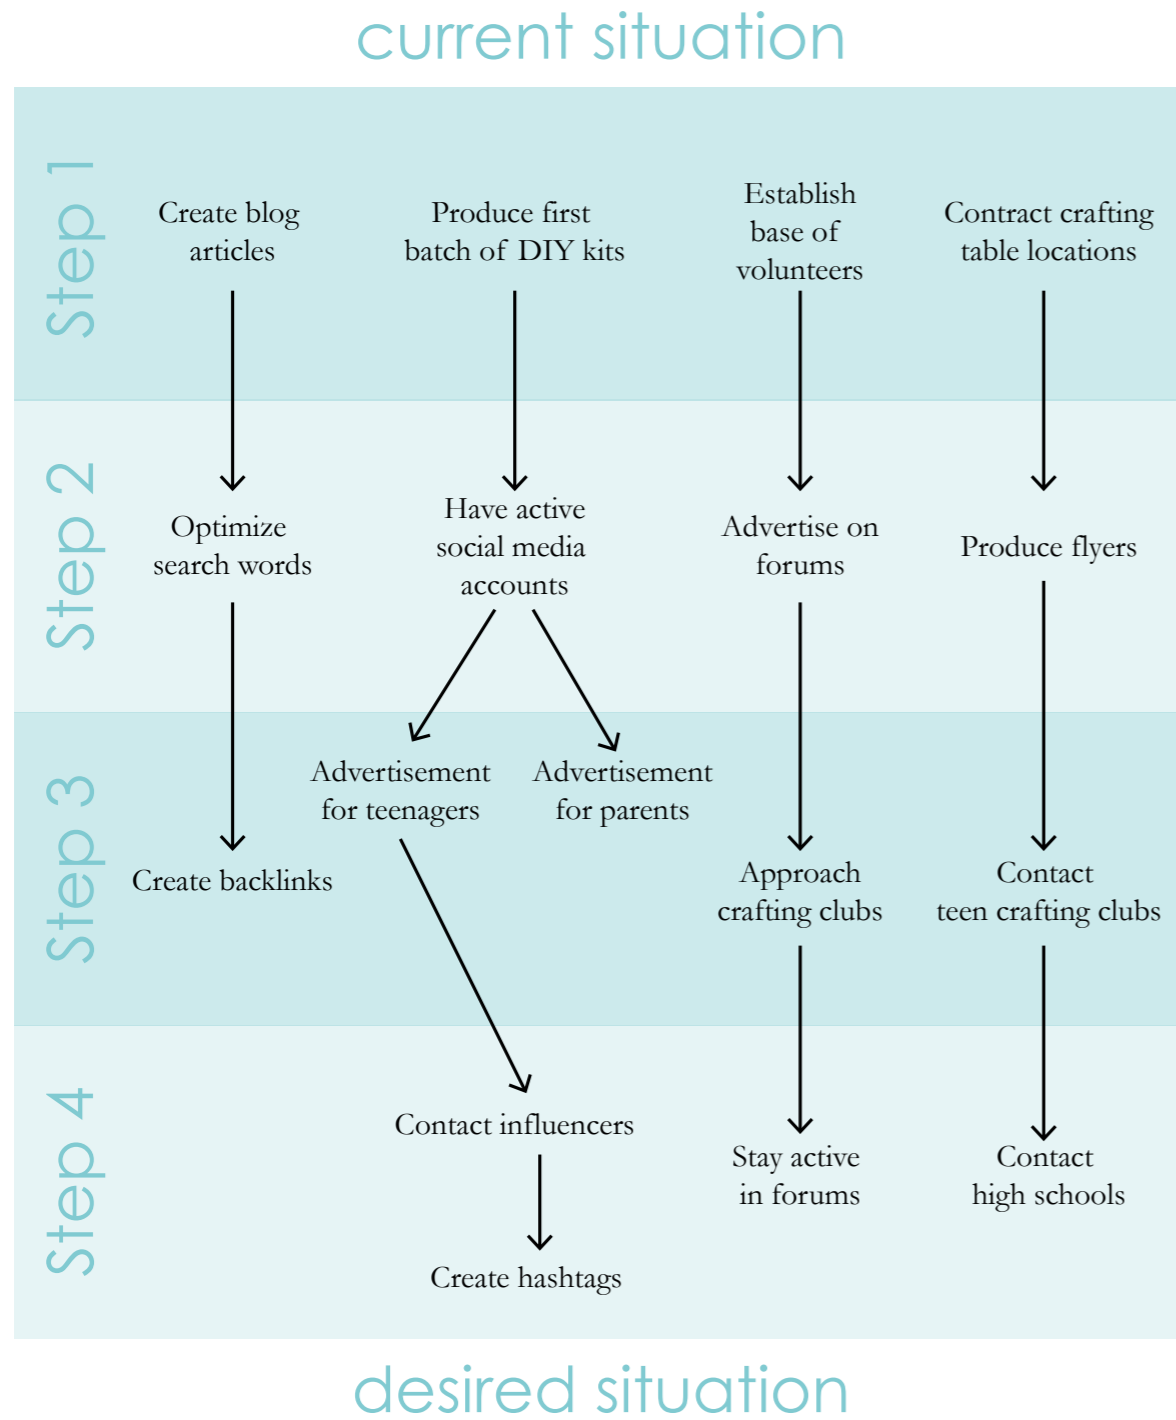 current situation
Step 1
Create blog
articles
Produce first
batch of DIY kits
Establish
base of
volunteers
Contract crafting
table locations
Step 2
Optimize
search words
Have active
social media
accounts
Advertise on
forums
Produce flyers
Step 3
Create backlinks
Advertisement
for teenagers
Advertisement
for parents
Approach
crafting clubs
Contact
teen crafting clubs
Step 4
Contact influencers
Create hashtags
Stay active
in forums
Contact
high schools
desired situation